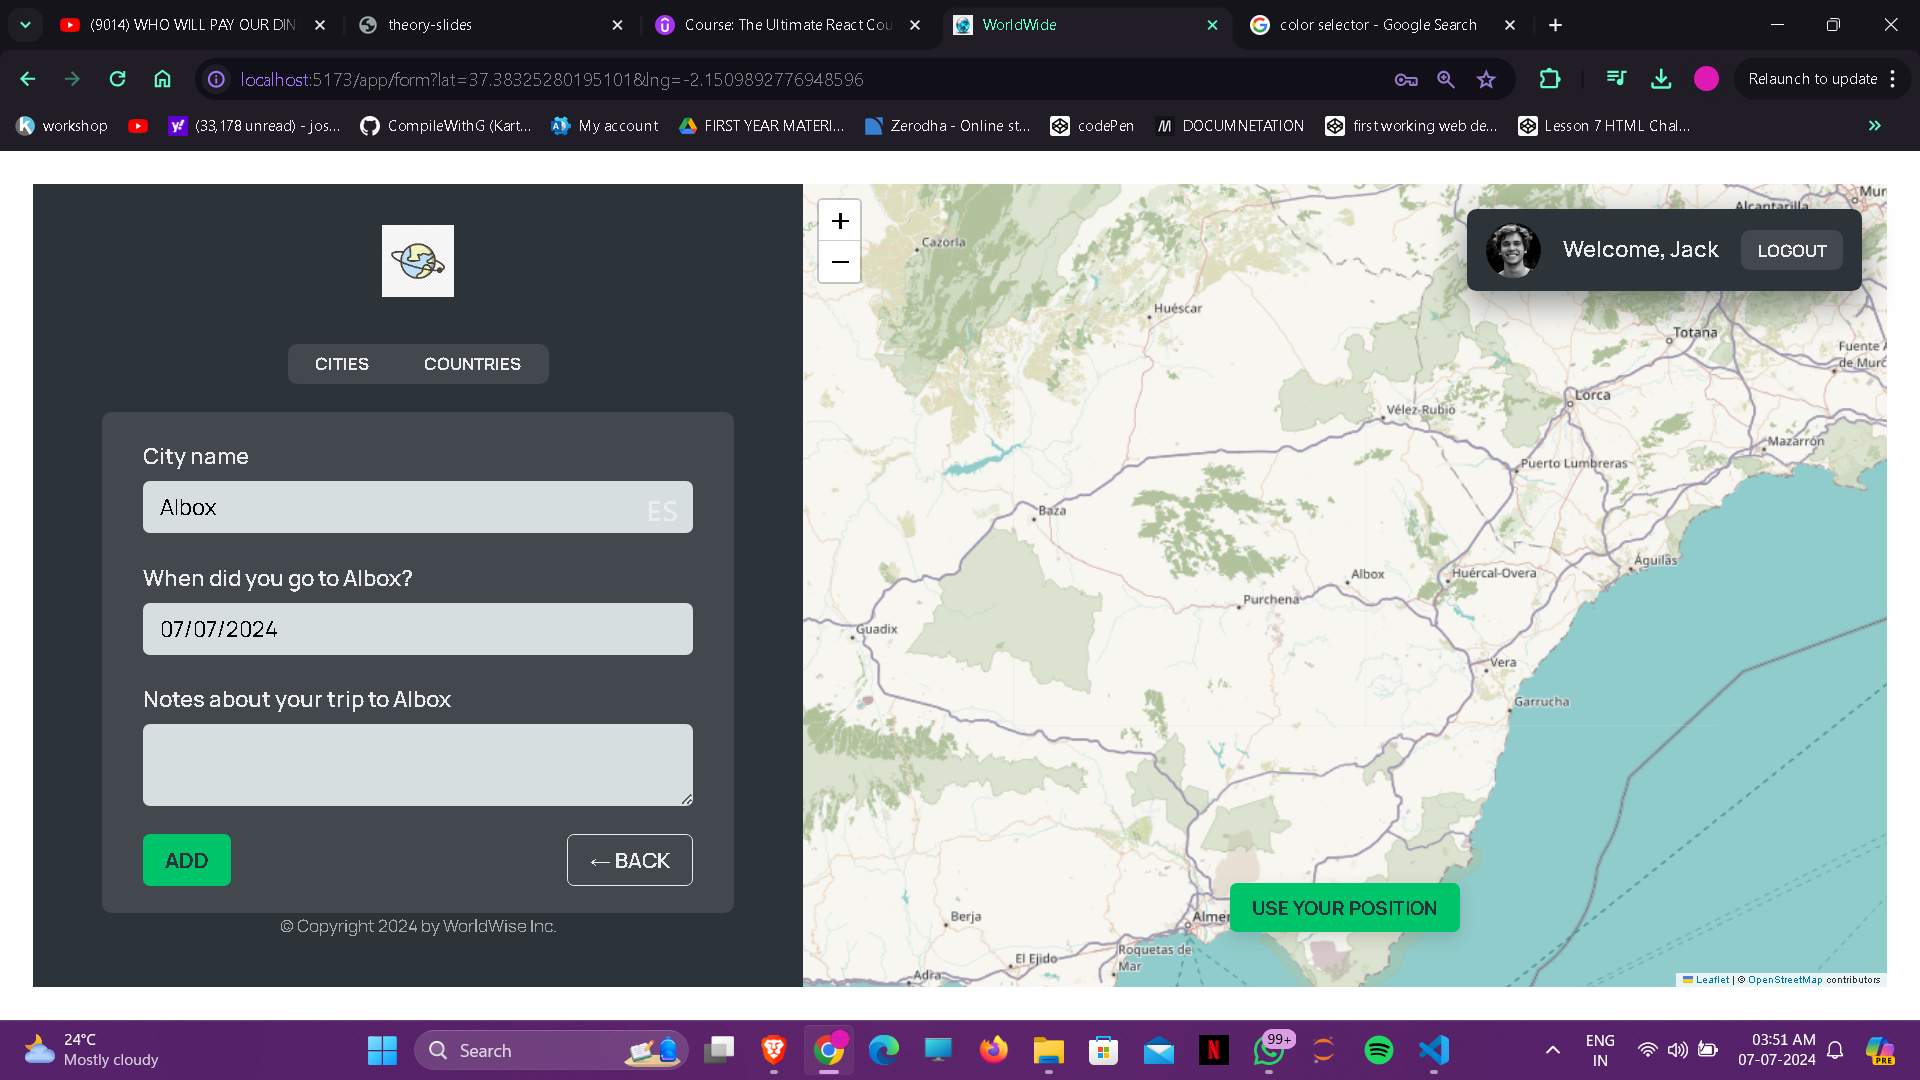 (9014) WHO WILL PAY OUR DIN
theory-slides
Course: The Ultimate React Cou
WorldWide
color selector - Google Search
localhost:5173/app/form?lat=37.38325280195101&lng=-2.1509892776948596
Relaunch to update
workshop
(33,178 unread) - jos...
CompileWithG (Kart...
My account
FIRST YEAR MATERI...
Zerodha - Online st...
codePen
DOCUMNETATION
first working web de...
Lesson 7 HTML Chal...
CITIES COUNTRIES
City name
Albox ES
When did you go to Albox?
07/07/2024
Notes about your trip to Albox
ADD
← BACK
© Copyright 2024 by WorldWise Inc.
+
−
Welcome, Jack LOGOUT
Mur
Alcantarilla
Cazorla
Huéscar
Totana
Fuente A
de Murc
Lorca
Vélez-Rubio
Mazarrón
Puerto Lumbreras
Baza
Águilas
Albox
Huércal-Overa
Purchena
Guadix
Vera
Garrucha
USE YOUR POSITION
Berja
Almer
Roquetas de
Mar
El Ejido
Adra
Leaflet | © OpenStreetMap contributors
24°C
Mostly cloudy
Search
99+
ENG
IN
03:51 AM
07-07-2024
PRE